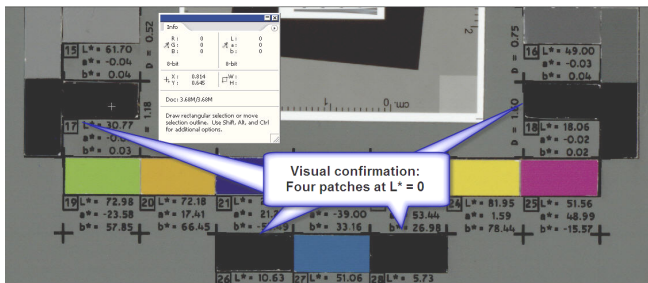 Info
R: 0 L: 0
G: 0 a: 0
B: 0 b: 0
8-bit 8-bit
X: 0.814 W:
Y: 0.645 H:
Doc: 3.68M/3.68M
Draw rectangular selection or move
selection outline. Use Shift, Alt, and Ctrl
for additional options.
15 L*= 61.70
a*= -0.04
b*= 0.04
0.52
2
0.75
D =
16 L*= 49.00
a*= -0.03
b*= 0.04
1
0
cm.
D = 1.18
17 L*= 30.77
b*= 0.03
18 L*= 18.06
a*= -0.02
b*= 0.02
Visual confirmation:
Four patches at L* = 0
19 L*= 72.98
a*= -23.58
b*= 57.85
20 L*= 72.18
a*= 17.41
b*= 66.45
21
a*=
-39.00
b*= 33.16
53.44
b*= 26.98
L*= 81.95
a*= 1.59
b*= 78.44
25 L*= 51.56
a*= 48.99
b*= -15.57
26 L*= 10.63
27 L*= 51.06
28 L*= 5.73